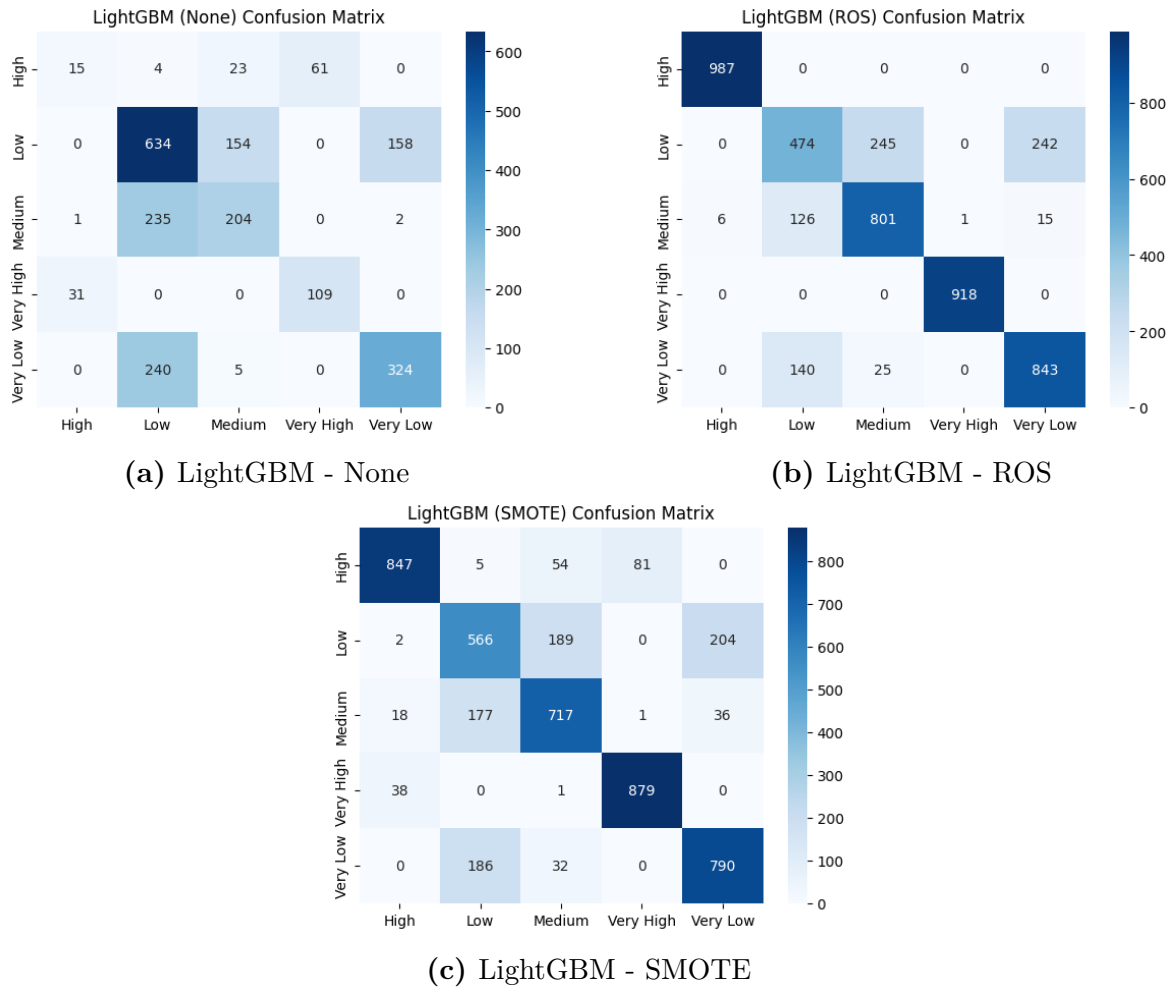 LightGBM (None) Confusion Matrix
High 15 4 23 61 0
Low 0 634 154 0 158
Medium 1 235 204 0 2
Very High 31 0 0 109 0
Very Low 0 240 5 0 324
High Low Medium Very High Very Low
600
500
400
300
200
100
0
(a) LightGBM - None
LightGBM (ROS) Confusion Matrix
High 987 0 0 0 0
Low 0 474 245 0 242
Medium 6 126 801 1 15
Very High 0 0 0 918 0
Very Low 0 140 25 0 843
High Low Medium Very High Very Low
800
600
400
200
0
(b) LightGBM - ROS
LightGBM (SMOTE) Confusion Matrix
High 847 5 54 81 0
Low 2 566 189 0 204
Medium 18 177 717 1 36
Very High 38 0 1 879 0
Very Low 0 186 32 0 790
High Low Medium Very High Very Low
800
700
600
500
400
300
200
100
0
(c) LightGBM - SMOTE